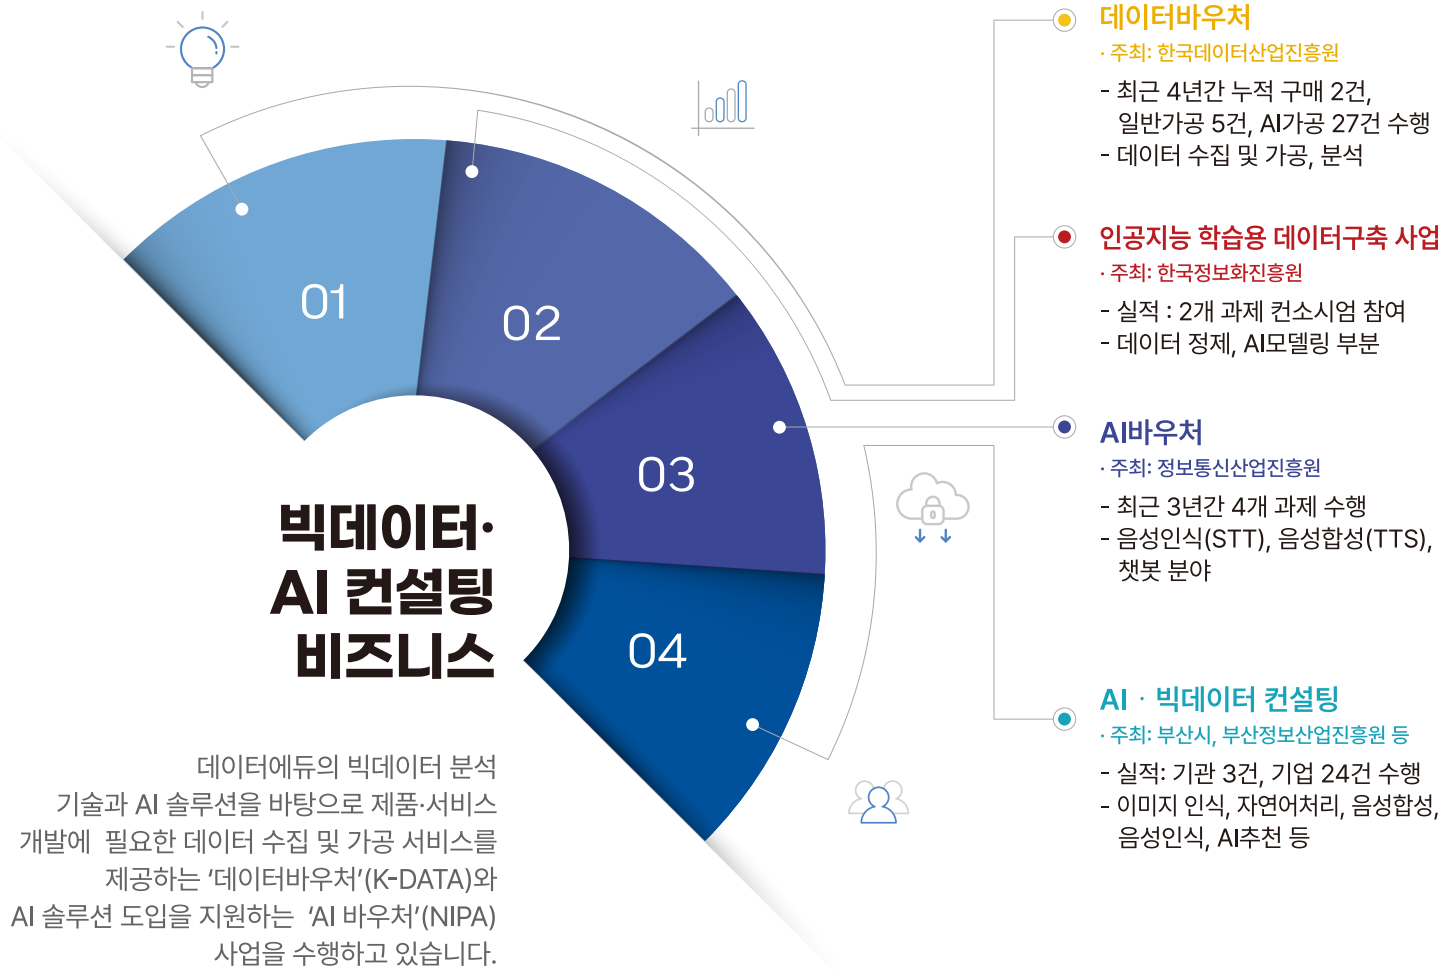 01
02
03
04
빅데이터·
AI 컨설팅
비즈니스
데이터에듀의 빅데이터 분석
기술과 AI 솔루션을 바탕으로 제품·서비스
개발에 필요한 데이터 수집 및 가공 서비스를
제공하는 ‘데이터바우처’(K-DATA)와
AI 솔루션 도입을 지원하는 ‘AI 바우처’(NIPA)
사업을 수행하고 있습니다.
데이터바우처
· 주최: 한국데이터산업진흥원
- 최근 4년간 누적 구매 2건,
일반가공 5건, AI가공 27건 수행
- 데이터 수집 및 가공, 분석
인공지능 학습용 데이터구축 사업
· 주최: 한국정보화진흥원
- 실적 : 2개 과제 컨소시엄 참여
- 데이터 정제, AI모델링 부분
AI바우처
· 주최: 정보통신산업진흥원
- 최근 3년간 4개 과제 수행
- 음성인식(STT), 음성합성(TTS),
챗봇 분야
AI · 빅데이터 컨설팅
· 주최: 부산시, 부산정보산업진흥원 등
- 실적: 기관 3건, 기업 24건 수행
- 이미지 인식, 자연어처리, 음성합성,
음성인식, AI추천 등